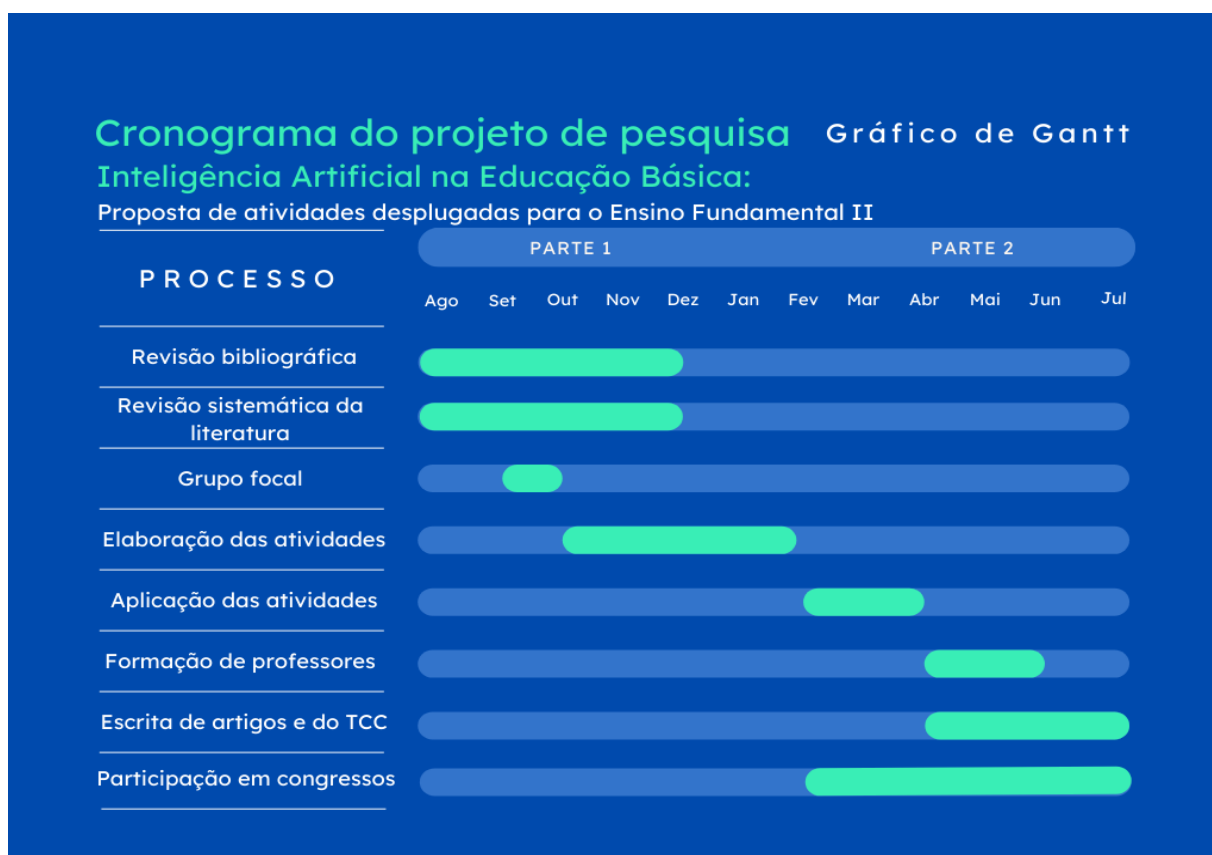 Cronograma do projeto de pesquisa Gráfico de Gantt
Inteligência Artificial na Educação Básica:
Proposta de atividades desplugadas para o Ensino Fundamental II
PARTE 1 PARTE 2
PROCESSO
Ago Set Out Nov Dez Jan Fev Mar Abr Mai Jun Jul
Revisão bibliográfica
Revisão sistemática da
literatura
Grupo focal
Elaboração das atividades
Aplicação das atividades
Formação de professores
Escrita de artigos e do TCC
Participação em congressos